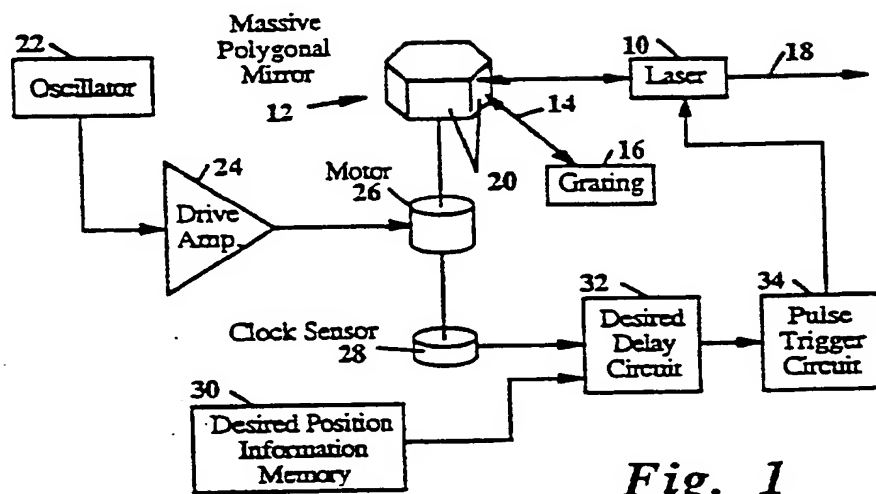 22
Oscillator
Massive
Polygonal
Mirror
12
10
Laser
18
14
16
Grating
20
24
Drive
Amp.
Motor
26
Clock Sensor
28
30
Desired Position
Information
Memory
32
Desired
Delay
Circuit
34
Pulse
Trigger
Circuit
Fig. 1